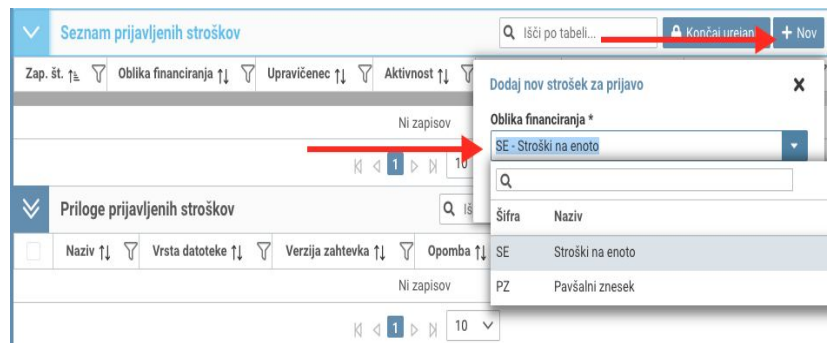 Seznam prijavljenih stroškov
Išči po tabeli...
Nov
Zap. št.
Oblika financiranja
Upravičenec
Aktivnost
Dodaj nov strošek za prijavo
Oblika financiranja *
SE - Stroški na enoto
Ni zapisov
1
10
Priloge prijavljenih stroškov
Šifra Naziv
Naziv
Vrsta datoteke
Verzija zahtevka
Opomba
SE Stroški na enoto
PZ Pavšalni znesek
Ni zapisov
1
10